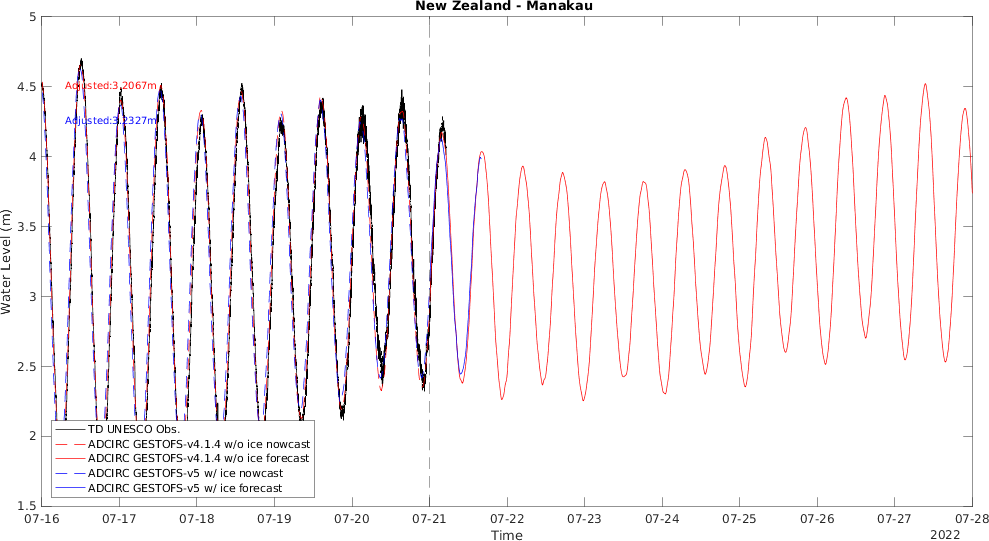 New Zealand - Manakau
Water Level (m)
5
4.5
4
3.5
3
2.5
2
1.5
Adjusted:3.2067m
Adjusted:3.2327m
TD UNESCO Obs.
ADCIRC GESTOFS-v4.1.4 w/o ice nowcast
ADCIRC GESTOFS-v4.1.4 w/o ice forecast
ADCIRC GESTOFS-v5 w/ ice nowcast
ADCIRC GESTOFS-v5 w/ ice forecast
07-16 07-17 07-18 07-19 07-20 07-21 07-22 07-23 07-24 07-25 07-26 07-27 07-28
Time
2022